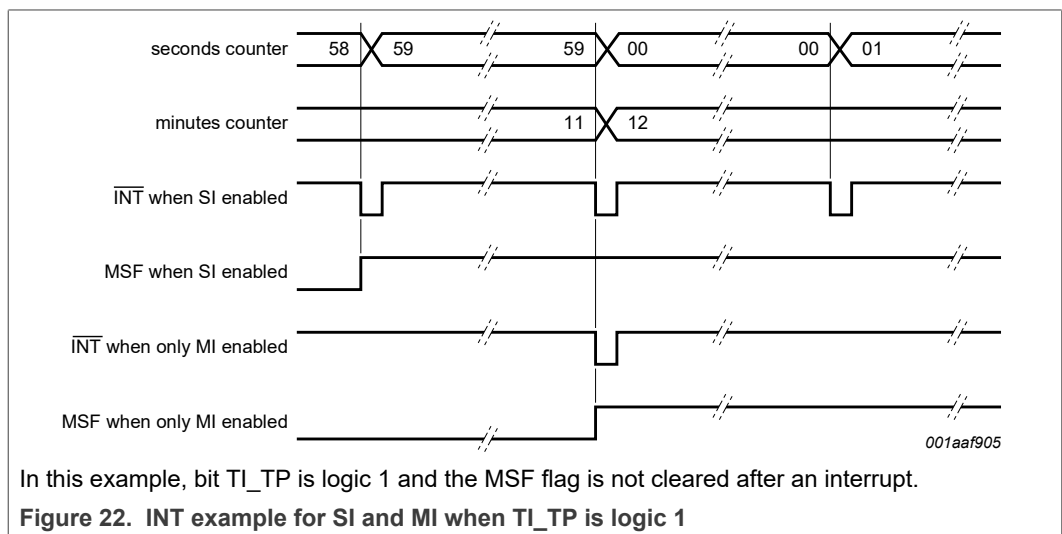 seconds counter 58 59 59 00 00 01
minutes counter 11 12
INT when SI enabled
MSF when SI enabled
INT when only MI enabled
MSF when only MI enabled
001aaf905
In this example, bit TI_TP is logic 1 and the MSF flag is not cleared after an interrupt.
Figure 22. INT example for SI and MI when TI_TP is logic 1